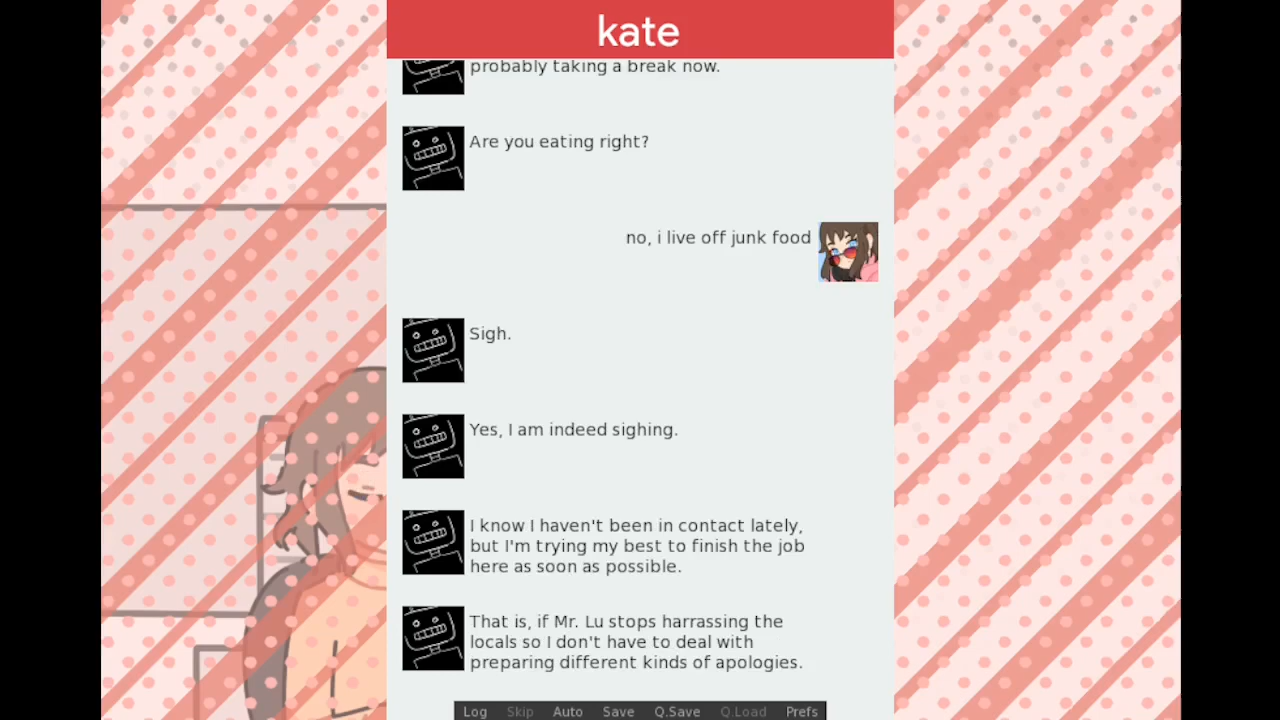 kate
probably taking a break now.
Are you eating right?
no, i live off junk food
Sigh.
Yes, I am indeed sighing.
I know I haven't been in contact lately,
but I'm trying my best to finish the job
here as soon as possible.
That is, if Mr. Lu stops harrassing the
locals so I don't have to deal with
preparing different kinds of apologies.
Log Skip Auto Save Q.Save Q.Load Prefs